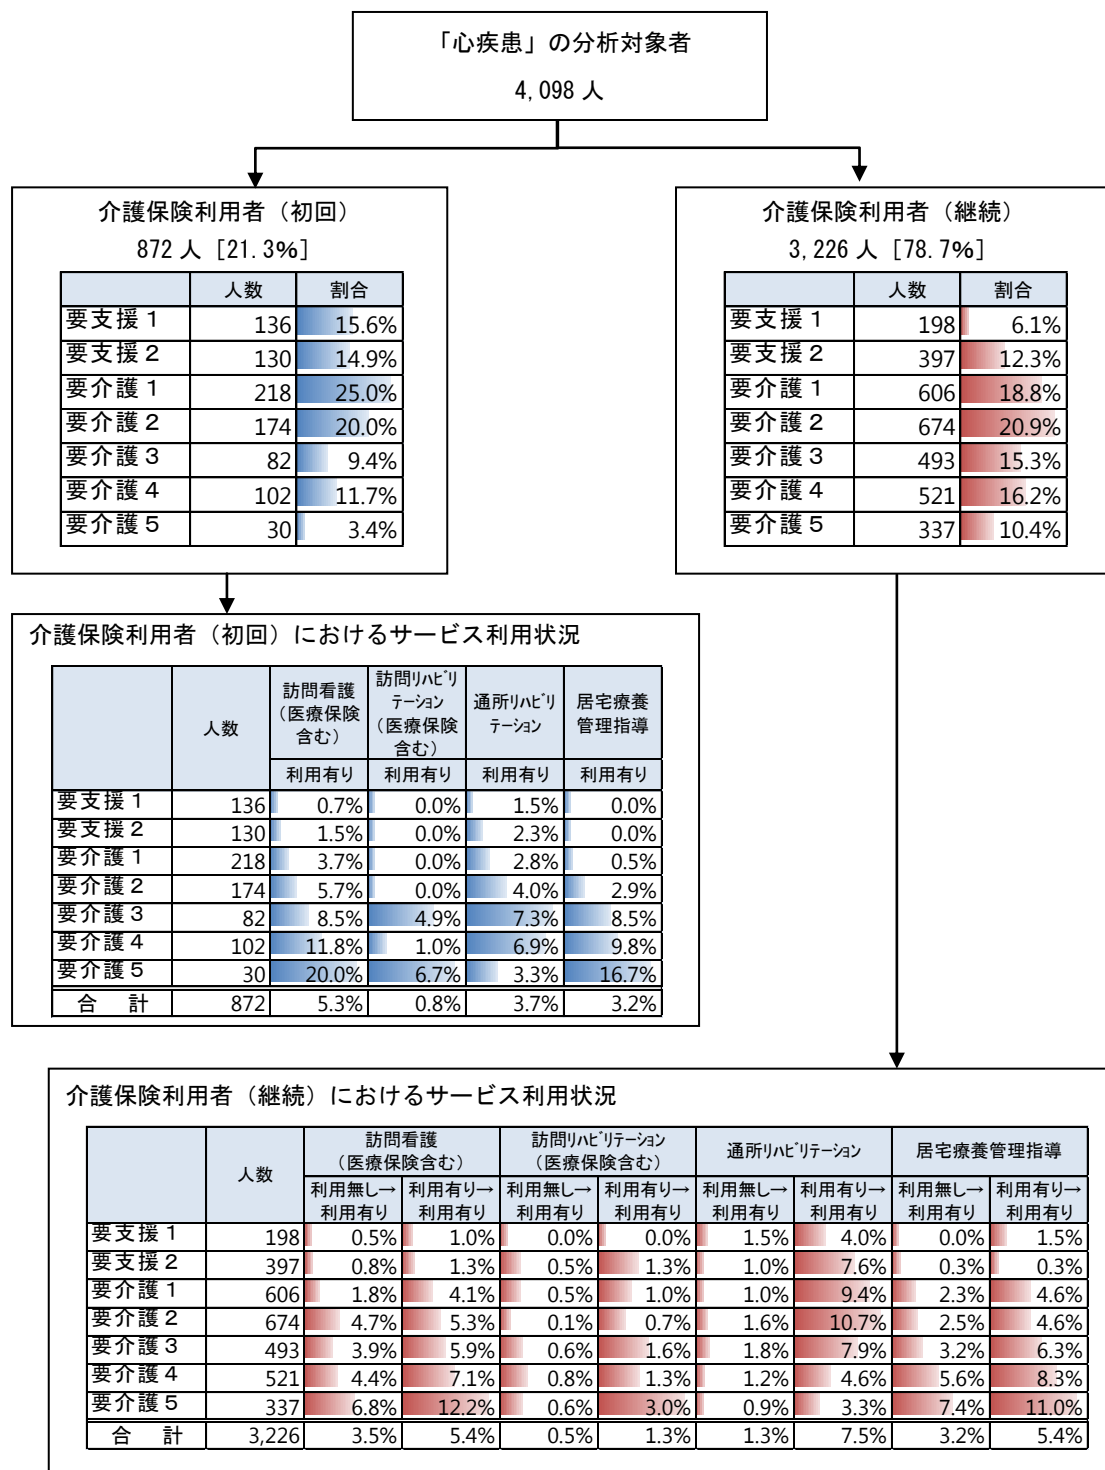 「心疾患」の分析対象者
4,098 人
介護保険利用者（初回）
872 人［21.3%］
人数 割合
要支援１ 136 15.6%
要支援２ 130 14.9%
要介護１ 218 25.0%
要介護２ 174 20.0%
要介護３ 82 9.4%
要介護４ 102 11.7%
要介護５ 30 3.4%
介護保険利用者（継続）
3,226 人［78.7%］
人数 割合
要支援１ 198 6.1%
要支援２ 397 12.3%
要介護１ 606 18.8%
要介護２ 674 20.9%
要介護３ 493 15.3%
要介護４ 521 16.2%
要介護５ 337 10.4%
介護保険利用者（初回）におけるサービス利用状況
人数
訪問看護
（医療保険
含む）
訪問ﾘﾊﾋﾞﾘ
ﾃｰｼｮﾝ
（医療保険
含む）
通所ﾘﾊﾋﾞﾘ
ﾃｰｼｮﾝ
居宅療養
管理指導
利用有り 利用有り 利用有り 利用有り
要支援１ 136 0.7% 0.0% 1.5% 0.0%
要支援２ 130 1.5% 0.0% 2.3% 0.0%
要介護１ 218 3.7% 0.0% 2.8% 0.5%
要介護２ 174 5.7% 0.0% 4.0% 2.9%
要介護３ 82 8.5% 4.9% 7.3% 8.5%
要介護４ 102 11.8% 1.0% 6.9% 9.8%
要介護５ 30 20.0% 6.7% 3.3% 16.7%
合　計 872 5.3% 0.8% 3.7% 3.2%
介護保険利用者（継続）におけるサービス利用状況
人数
訪問看護
（医療保険含む）
訪問ﾘﾊﾋﾞﾘﾃｰｼｮﾝ
（医療保険含む）
通所ﾘﾊﾋﾞﾘﾃｰｼｮﾝ
居宅療養管理指導
利用無し→ 利用有り→ 利用無し→ 利用有り→ 利用無し→ 利用有り→ 利用無し→ 利用有り→
利用有り 利用有り 利用有り 利用有り 利用有り 利用有り 利用有り 利用有り
要支援１ 198 0.5% 1.0% 0.0% 0.0% 1.5% 4.0% 0.0% 1.5%
要支援２ 397 0.8% 1.3% 0.5% 1.3% 1.0% 7.6% 0.3% 0.3%
要介護１ 606 1.8% 4.1% 0.5% 1.0% 1.0% 9.4% 2.3% 4.6%
要介護２ 674 4.7% 5.3% 0.1% 0.7% 1.6% 10.7% 2.5% 4.6%
要介護３ 493 3.9% 5.9% 0.6% 1.6% 1.8% 7.9% 3.2% 6.3%
要介護４ 521 4.4% 7.1% 0.8% 1.3% 1.2% 4.6% 5.6% 8.3%
要介護５ 337 6.8% 12.2% 0.6% 3.0% 0.9% 3.3% 7.4% 11.0%
合　計 3,226 3.5% 5.4% 0.5% 1.3% 1.3% 7.5% 3.2% 5.4%